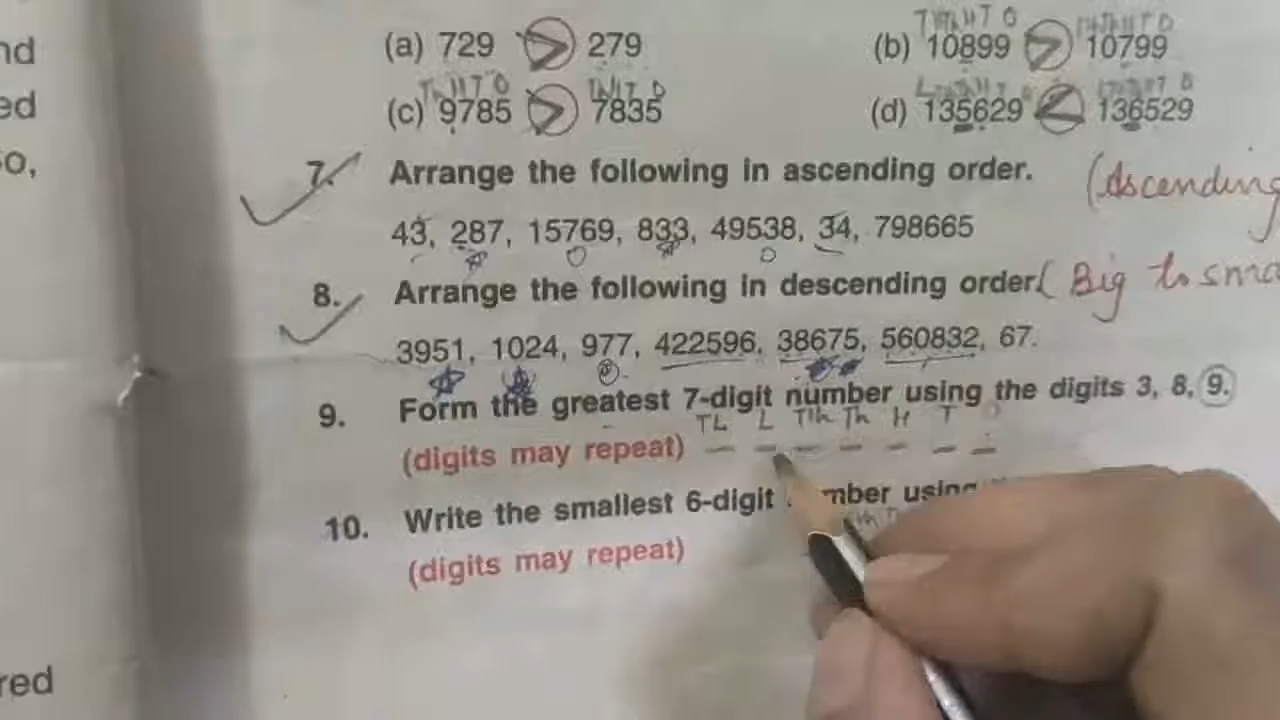 nd
(a) 729 > 279
(b) 10899 > 10799
ed
(c) 9785 > 7835
(d) 135629 < 136529
so,
7. Arrange the following in ascending order. (Ascending
43, 287, 15769, 833, 49538, 34, 798665
8. Arrange the following in descending order. ( Big to sma
3951, 1024, 977, 422596, 38675, 560832, 67.
9. Form the greatest 7-digit number using the digits 3, 8, 9.
TL L Tth Th H T O
(digits may repeat)
10. Write the smallest 6-digit number using
(digits may repeat)
red